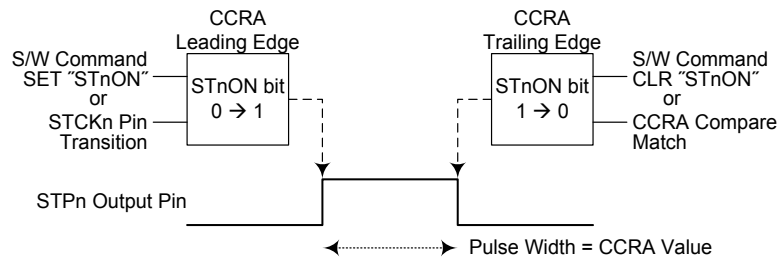 CCRA
Leading Edge
S/W Command
SET "STnON"
or
STCKn Pin
Transition
STnON bit
0 → 1
CCRA
Trailing Edge
STnON bit
1 → 0
S/W Command
CLR "STnON"
or
CCRA Compare
Match
STPn Output Pin
Pulse Width = CCRA Value